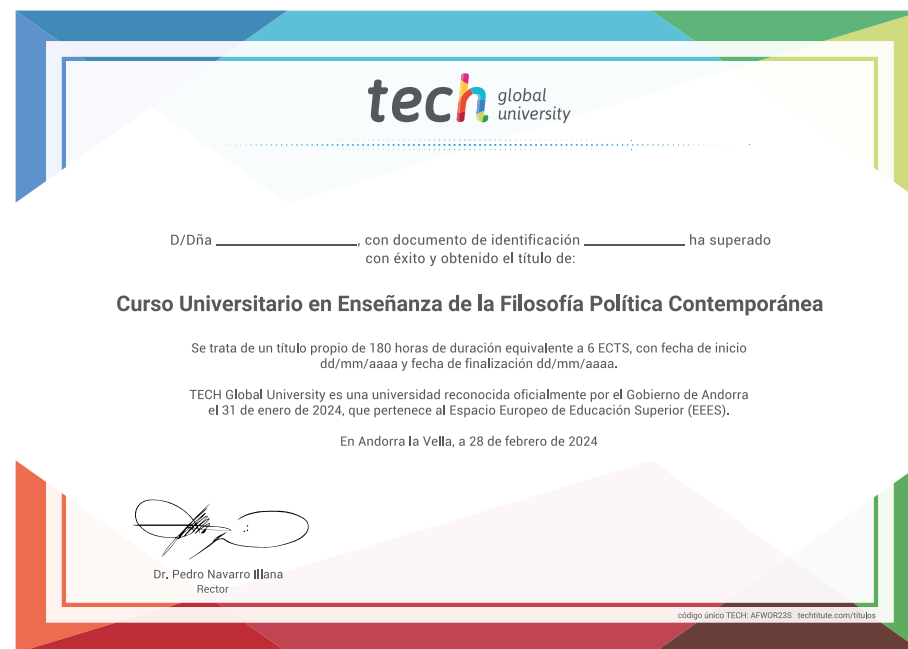 tech global university
D/Dña ____________________, con documento de identificación ______________ ha superado
con éxito y obtenido el título de:
Curso Universitario en Enseñanza de la Filosofía Política Contemporánea
Se trata de un título propio de 180 horas de duración equivalente a 6 ECTS, con fecha de inicio
dd/mm/aaaa y fecha de finalización dd/mm/aaaa.
TECH Global University es una universidad reconocida oficialmente por el Gobierno de Andorra
el 31 de enero de 2024, que pertenece al Espacio Europeo de Educación Superior (EEES).
En Andorra la Vella, a 28 de febrero de 2024
Dr. Pedro Navarro Illana
Rector
código único TECH: AFWOR23S techtitute.com/titulos